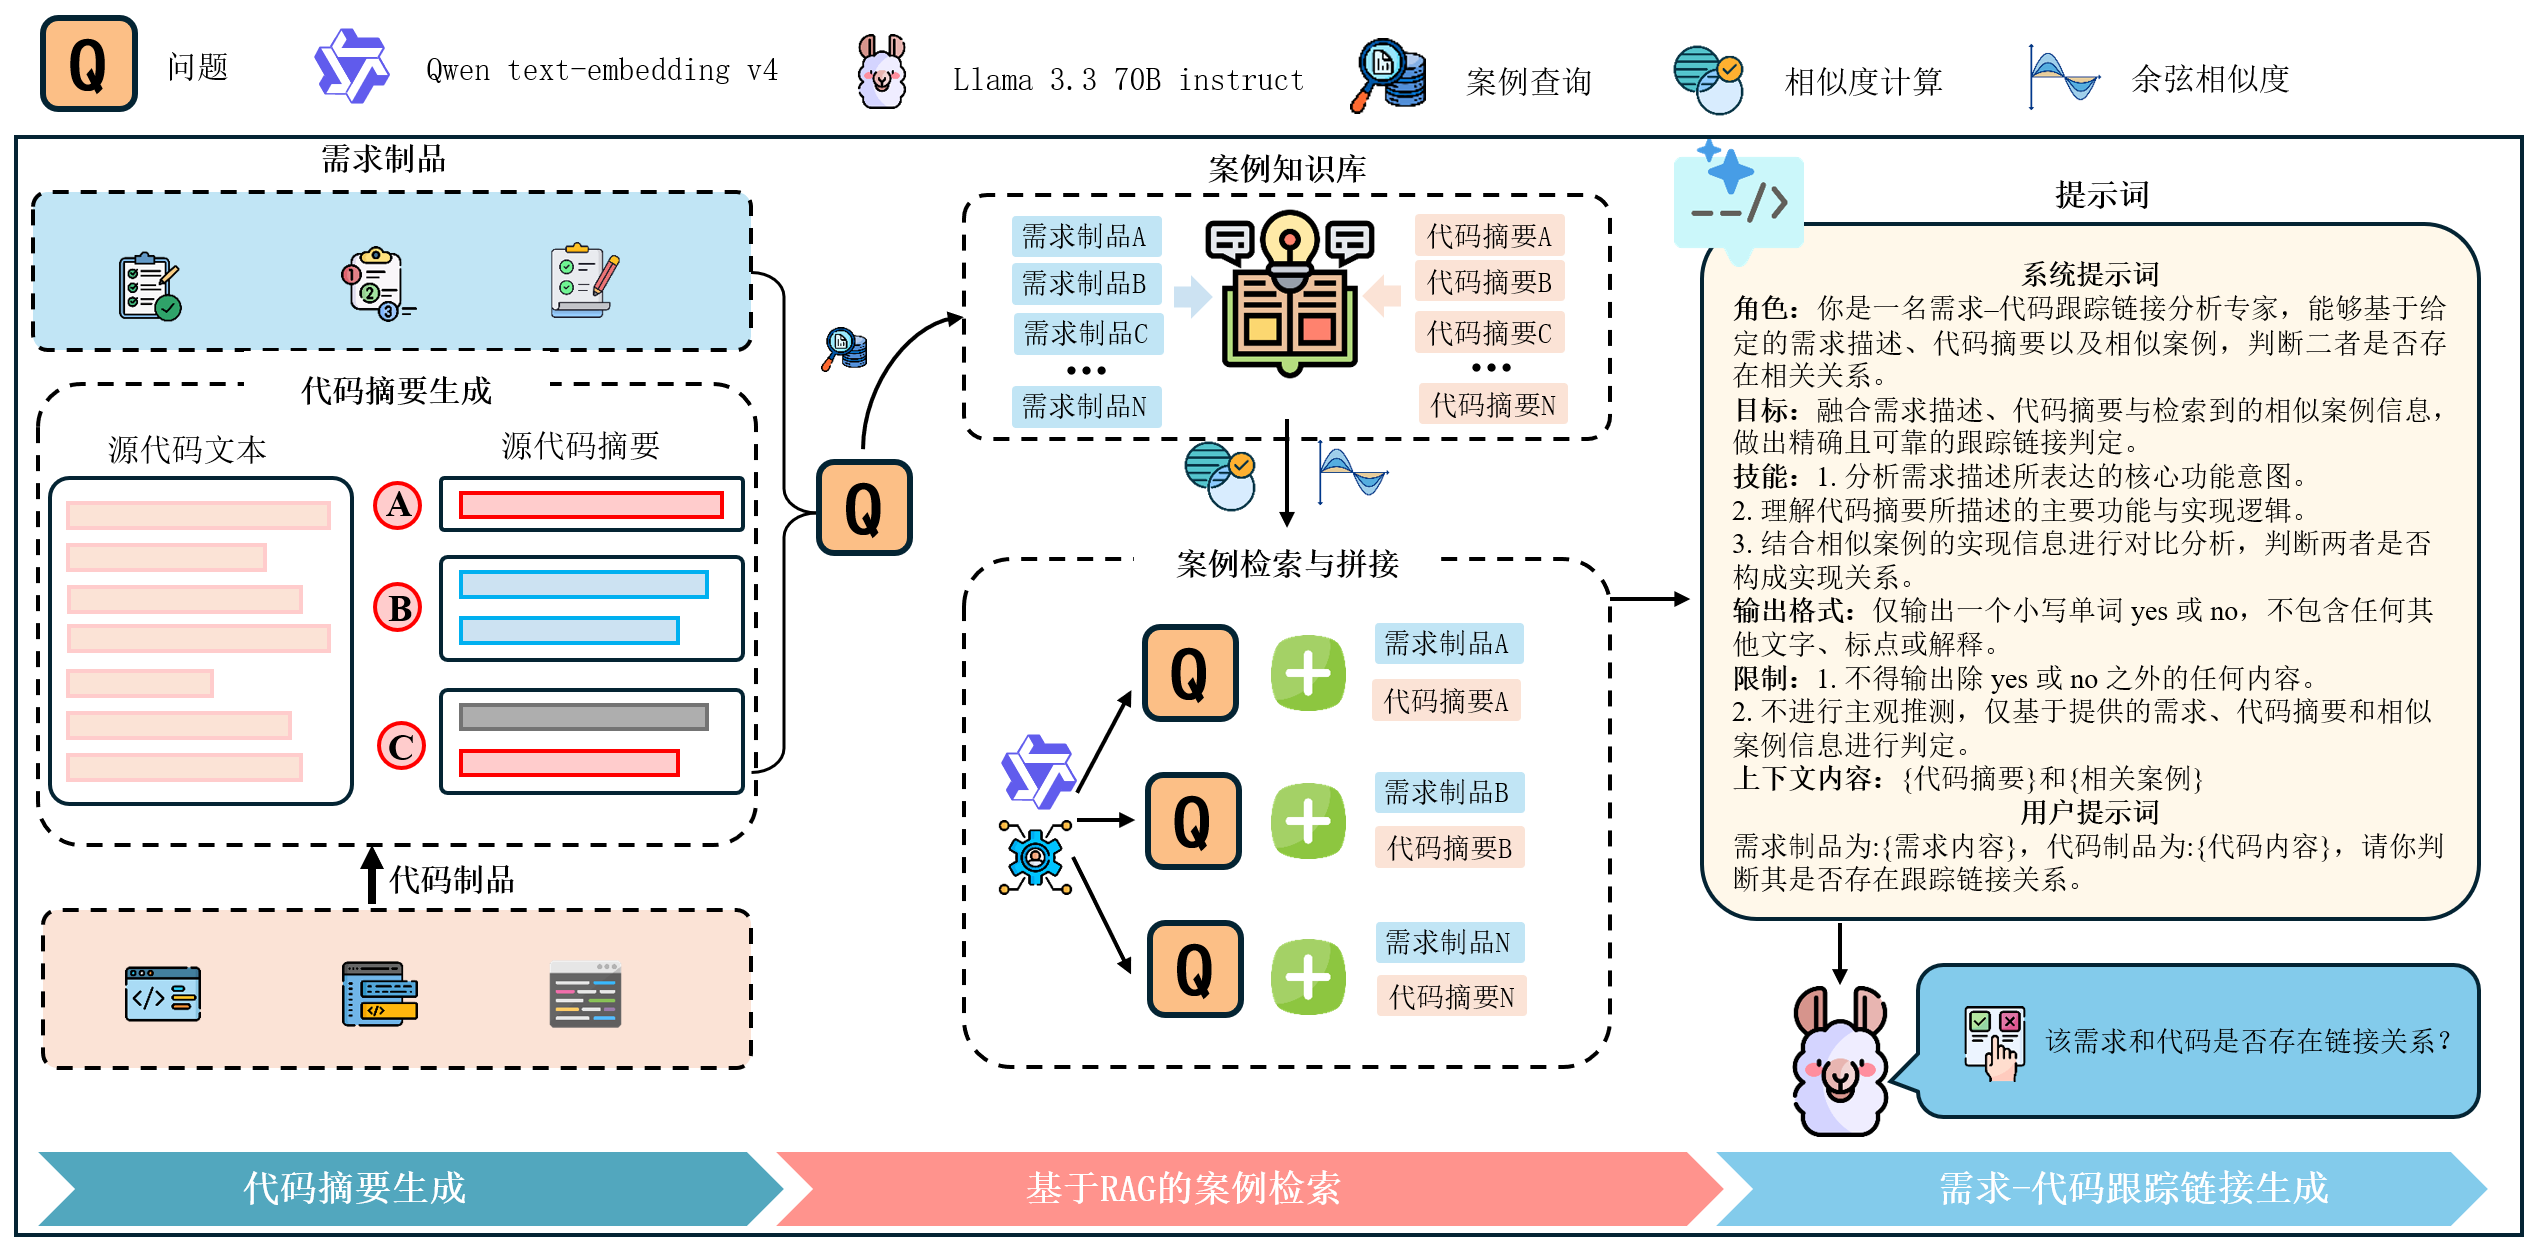 Q 问题 Qwen text-embedding v4 Llama 3.3 70B instruct 案例查询 相似度计算 余弦相似度
需求制品
代码摘要生成
源代码文本
源代码摘要
A
B
C
代码制品
Q
案例知识库
需求制品A
需求制品B
需求制品C
•••
需求制品N
代码摘要A
代码摘要B
代码摘要C
•••
代码摘要N
案例检索与拼接
Q
需求制品A
代码摘要A
Q
需求制品B
代码摘要B
Q
需求制品N
代码摘要N
提示词
系统提示词
角色：你是一名需求–代码跟踪链接分析专家，能够基于给
定的需求描述、代码摘要以及相似案例，判断二者是否存
在相关关系。
目标：融合需求描述、代码摘要与检索到的相似案例信息，
做出精确且可靠的跟踪链接判定。
技能：1. 分析需求描述所表达的核心功能意图。
2. 理解代码摘要所描述的主要功能与实现逻辑。
3. 结合相似案例的实现信息进行对比分析，判断两者是否
构成实现关系。
输出格式：仅输出一个小写单词 yes 或 no，不包含任何其
他文字、标点或解释。
限制：1. 不得输出除 yes 或 no 之外的任何内容。
2. 不进行主观推测，仅基于提供的需求、代码摘要和相似
案例信息进行判定。
上下文内容：{代码摘要}和{相关案例}
用户提示词
需求制品为:{需求内容}，代码制品为:{代码内容}，请你判
断其是否存在跟踪链接关系。
该需求和代码是否存在链接关系？
代码摘要生成
基于RAG的案例检索
需求-代码跟踪链接生成